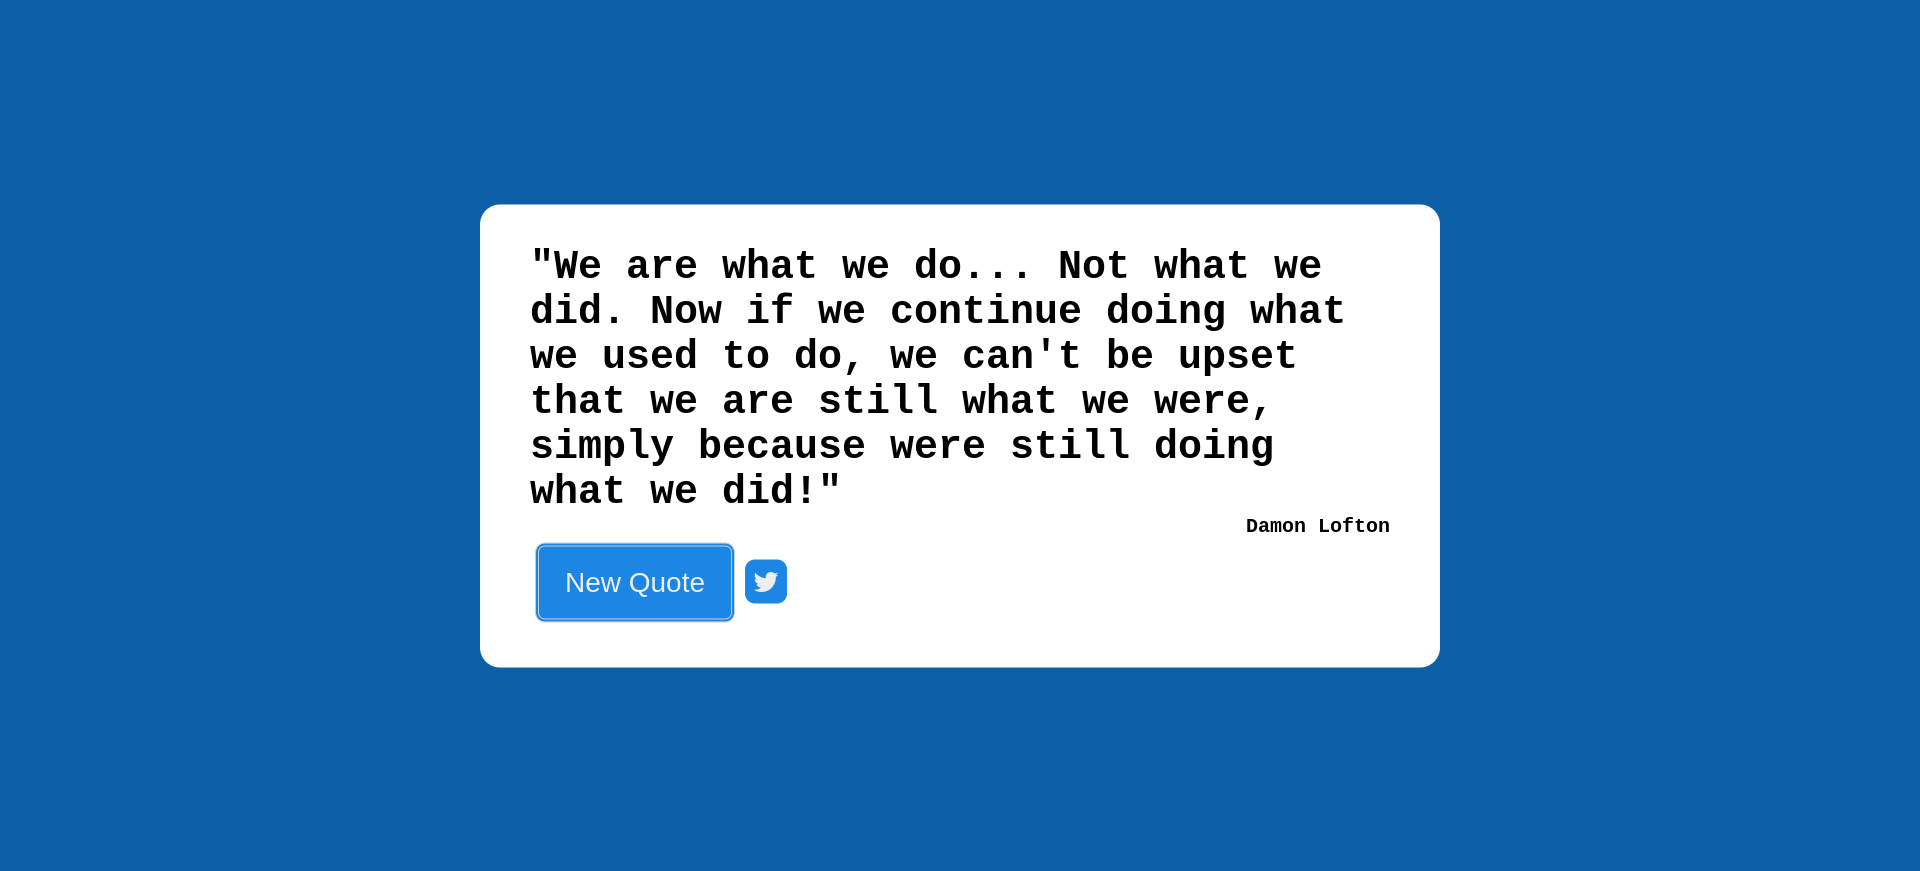 "We are what we do... Not what we
did. Now if we continue doing what
we used to do, we can't be upset
that we are still what we were,
simply because were still doing
what we did!"
Damon Lofton
New Quote